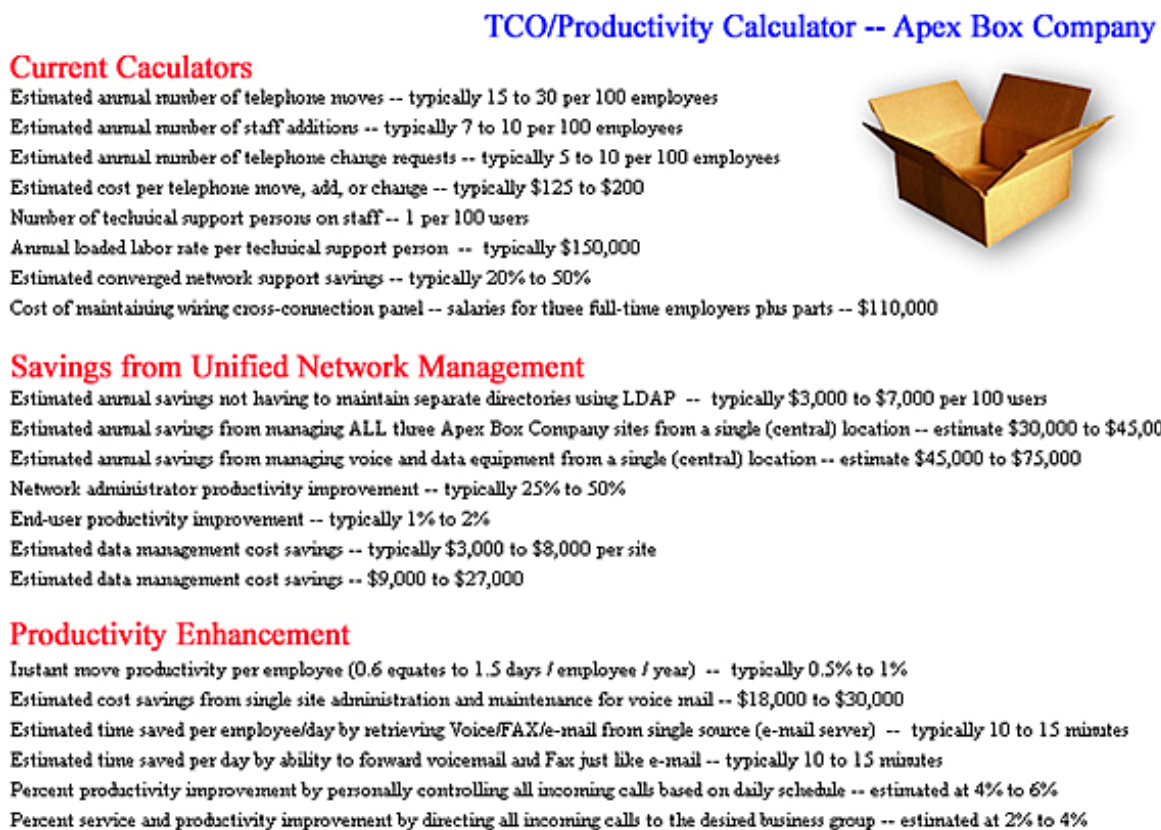 TCO/Productivity Calculator -- Apex Box Company
Current Caculators
Estimated annual number of telephone moves -- typically 15 to 30 per 100 employees
Estimated annual number of staff additions -- typically 7 to 10 per 100 employees
Estimated annual number of telephone change requests -- typically 5 to 10 per 100 employees
Estimated cost per telephone move, add, or change -- typically $125 to $200
Number of technical support persons on staff -- 1 per 100 users
Annual loaded labor rate per technical support person -- typically $150,000
Estimated converged network support savings -- typically 20% to 50%
Cost of maintaining wiring cross-connection panel -- salaries for three full-time employers plus parts -- $110,000
Savings from Unified Network Management
Estimated annual savings not having to maintain separate directories using LDAP -- typically $3,000 to $7,000 per 100 users
Estimated annual savings from managing ALL three Apex Box Company sites from a single (central) location -- estimate $30,000 to $45,00
Estimated annual savings from managing voice and data equipment from a single (central) location -- estimate $45,000 to $75,000
Network administrator productivity improvement -- typically 25% to 50%
End-user productivity improvement -- typically 1% to 2%
Estimated data management cost savings -- typically $3,000 to $8,000 per site
Estimated data management cost savings -- $9,000 to $27,000
Productivity Enhancement
Instant move productivity per employee (0.6 equates to 1.5 days / employee / year) -- typically 0.5% to 1%
Estimated cost savings from single site administration and maintenance for voice mail -- $18,000 to $30,000
Estimated time saved per employee/day by retrieving Voice/FAX/e-mail from single source (e-mail server) -- typically 10 to 15 minutes
Estimated time saved per day by ability to forward voicemail and Fax just like e-mail -- typically 10 to 15 minutes
Percent productivity improvement by personally controlling all incoming calls based on daily schedule -- estimated at 4% to 6%
Percent service and productivity improvement by directing all incoming calls to the desired business group -- estimated at 2% to 4%